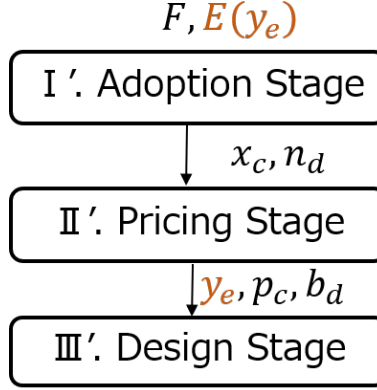 F, E(y_e)
Ⅰ′. Adoption Stage
x_c, n_d
Ⅱ′. Pricing Stage
y_e, p_c, b_d
Ⅲ′. Design Stage